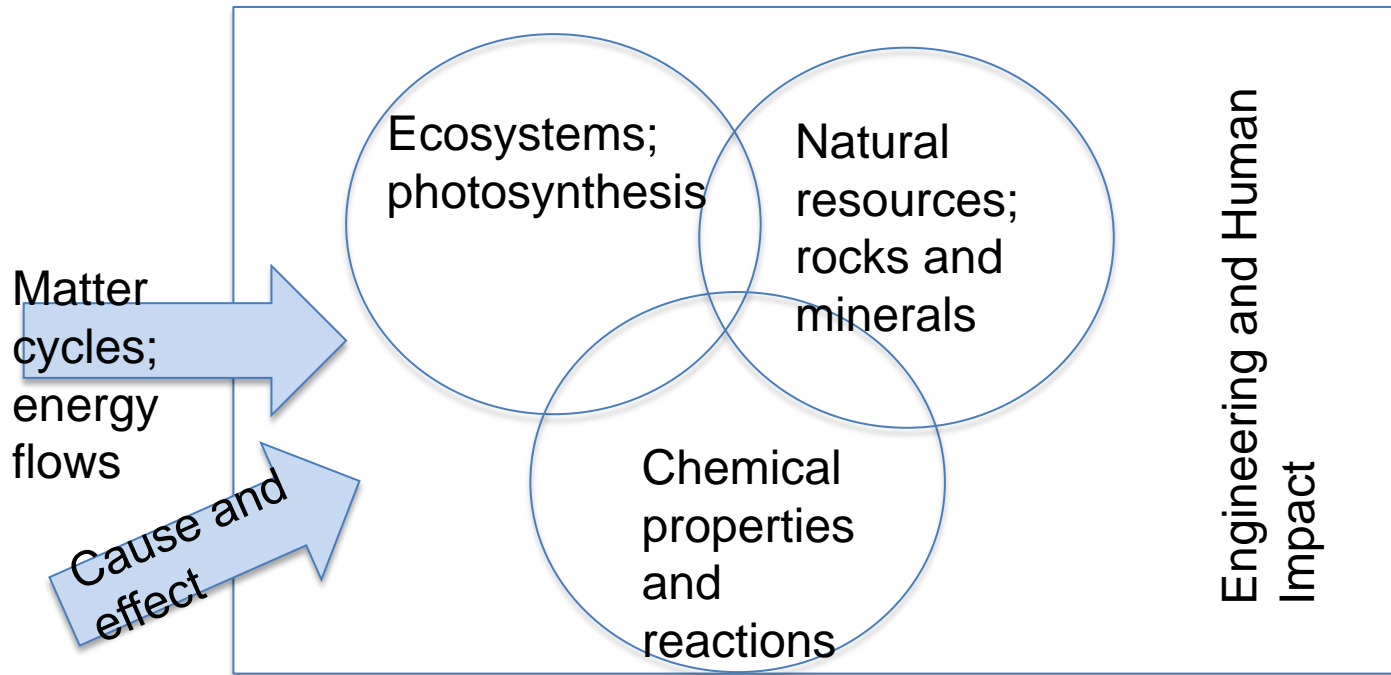 Ecosystems;
photosynthesis
Natural
resources;
rocks and
minerals
Matter
cycles;
energy
flows
Cause and
effect
Chemical
properties
and
reactions
Engineering and Human
Impact